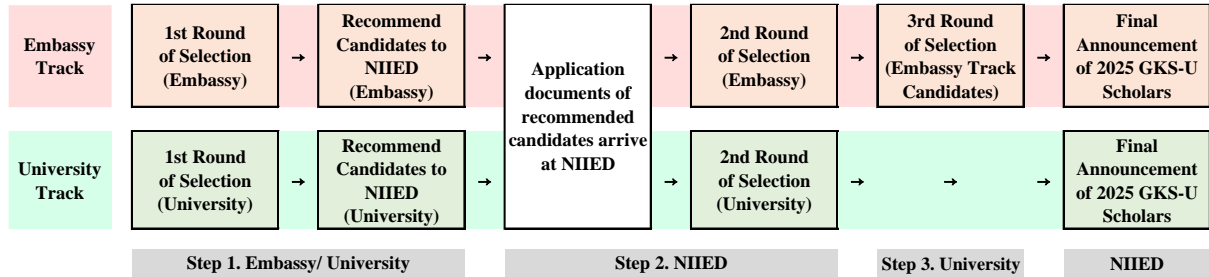 Embassy
Track
1st Round
of Selection
(Embassy)
→
Recommend
Candidates to
NIIED
(Embassy)
→
Application
documents of
recommended
candidates arrive
at NIIED
→
2nd Round
of Selection
(Embassy)
→
3rd Round
of Selection
(Embassy Track
Candidates)
→
Final
Announcement
of 2025 GKS-U
Scholars
University
Track
1st Round
of Selection
(University)
→
Recommend
Candidates to
NIIED
(University)
→
→
2nd Round
of Selection
(University)
→
→
→
Final
Announcement
of 2025 GKS-U
Scholars
Step 1. Embassy/ University
Step 2. NIIED
Step 3. University
NIIED